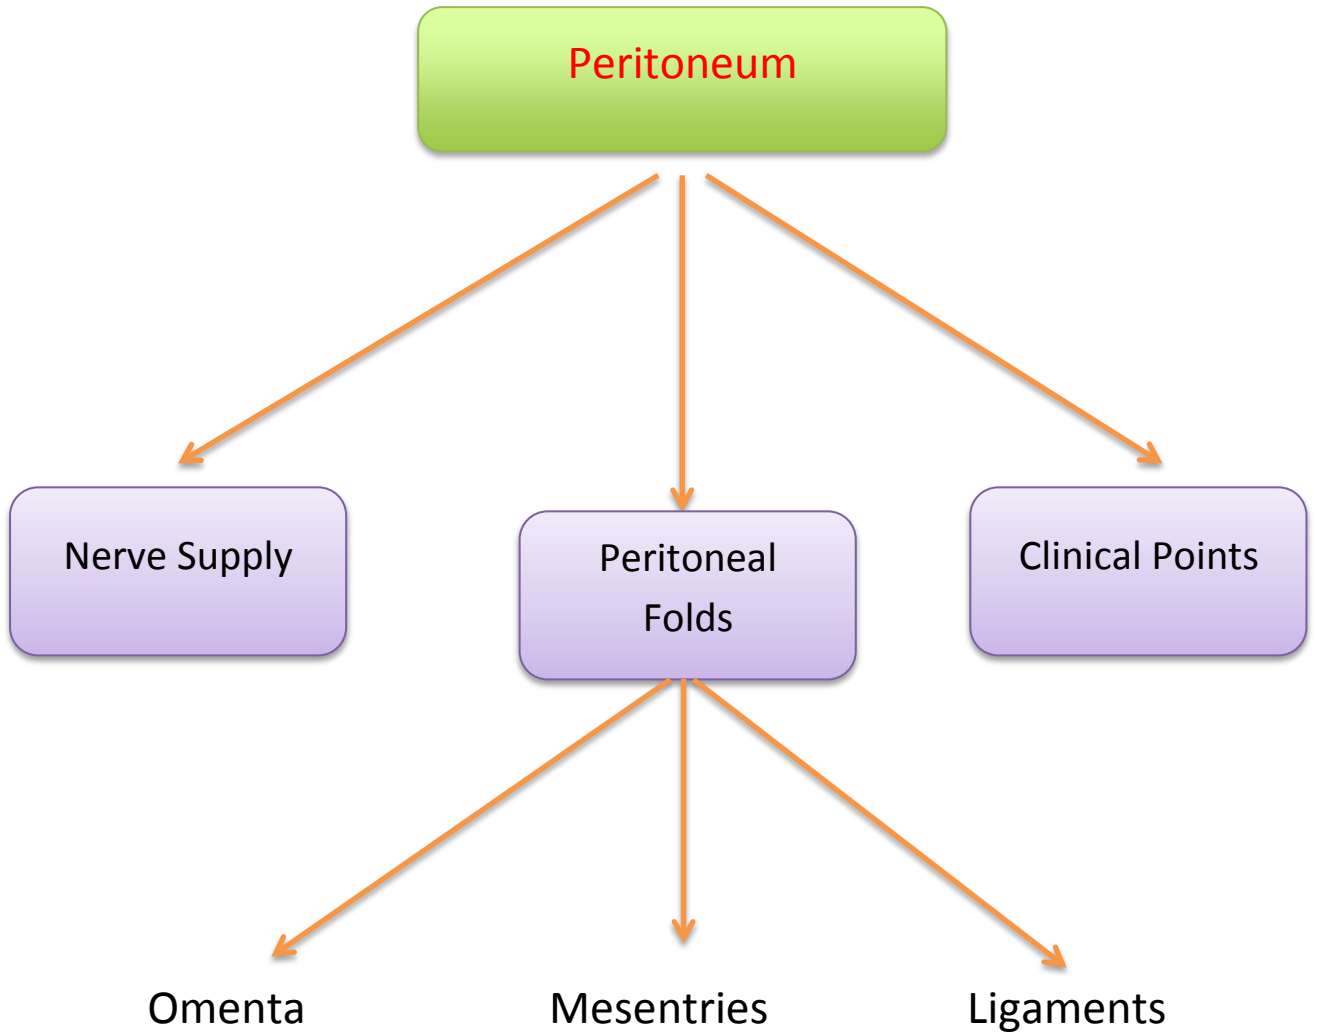 Peritoneum
Nerve Supply
Peritoneal
Folds
Clinical Points
Omenta
Mesentries
Ligaments